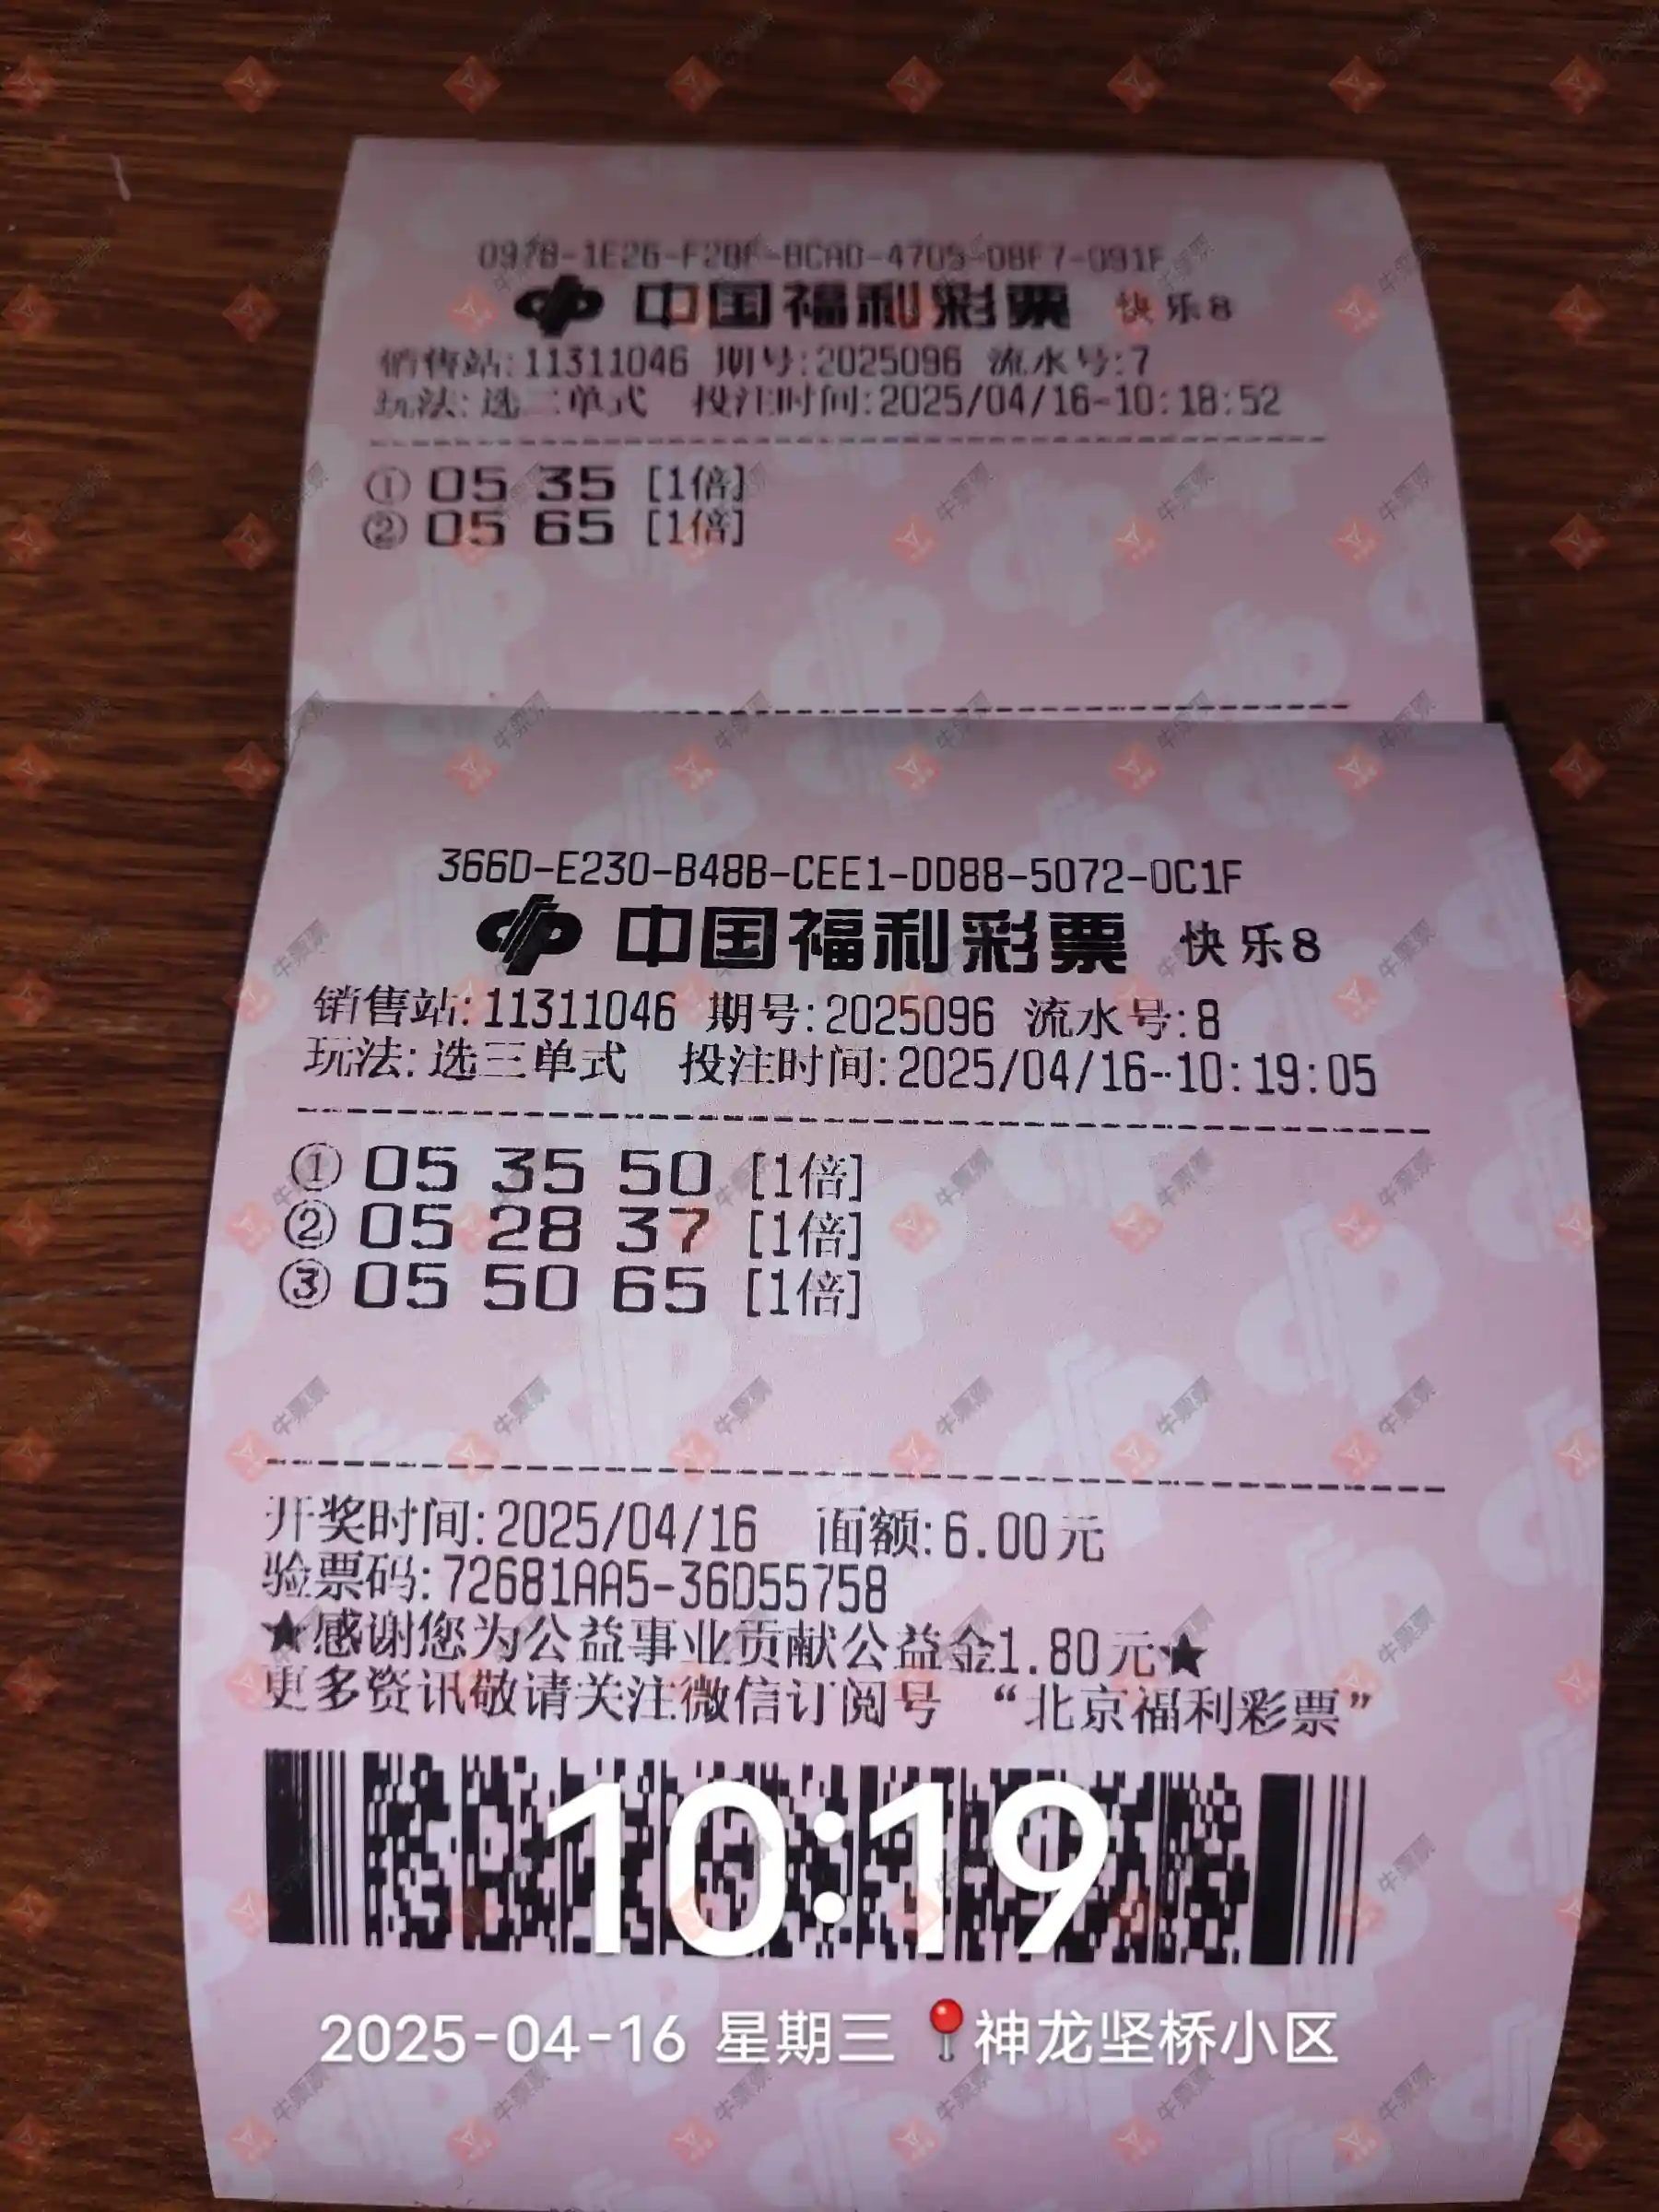 0978-1E26-F28F-8CAD-4705-D8F7-091F
中国福利彩票 快乐8
销售站:11311046 期号:2025096 流水号:7
玩法:选二单式 投注时间:2025/04/16-10:18:52
① 05 35 [1倍]
② 05 65 [1倍]
366D-E230-B48B-CEE1-DD88-5072-0C1F
中国福利彩票 快乐8
销售站:11311046 期号:2025096 流水号:8
玩法:选三单式 投注时间:2025/04/16-10:19:05
① 05 35 50 [1倍]
② 05 28 37 [1倍]
③ 05 50 65 [1倍]
开奖时间:2025/04/16 面额:6.00元
验票码:72681AA5-36D55758
★感谢您为公益事业贡献公益金1.80元★
更多资讯敬请关注微信订阅号 “北京福利彩票”
10:19
2025-04-16 星期三 📍神龙坚桥小区
牛票票